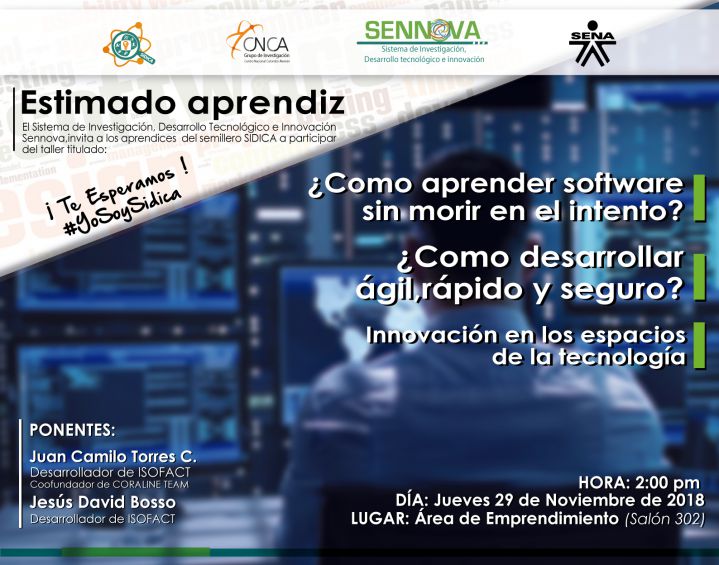 CNCA
Grupo de Investigación
SENNOVA
Sistema de Investigación,
Desarrollo tecnológico e innovación
SENA
Estimado aprendiz
El Sistema de Investigación, Desarrollo Tecnológico e Innovación
Sennova,invita a los aprendices del semillero SIDICA a participar
del taller titulado:
¡ Te Esperamos !
#YoSoySidica
¿Como aprender software
sin morir en el intento?
¿Como desarrollar
ágil,rápido y seguro?
Innovación en los espacios
de la tecnología
PONENTES:
Juan Camilo Torres C.
Desarrollador de ISOFACT
Coofundador de CORALINE TEAM
Jesús David Bosso
Desarrollador de ISOFACT
HORA: 2:00 pm
DÍA: Jueves 29 de Noviembre de 2018
LUGAR: Área de Emprendimiento (Salón 302)